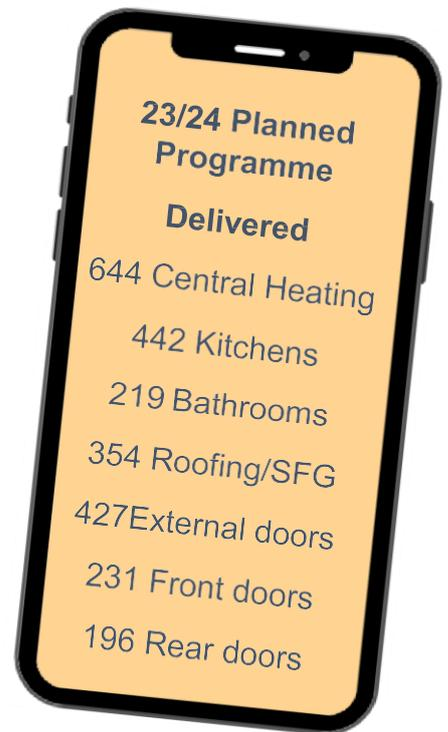 23/24 Planned
Programme
Delivered
644 Central Heating
442 Kitchens
219 Bathrooms
354 Roofing/SFG
427External doors
231 Front doors
196 Rear doors